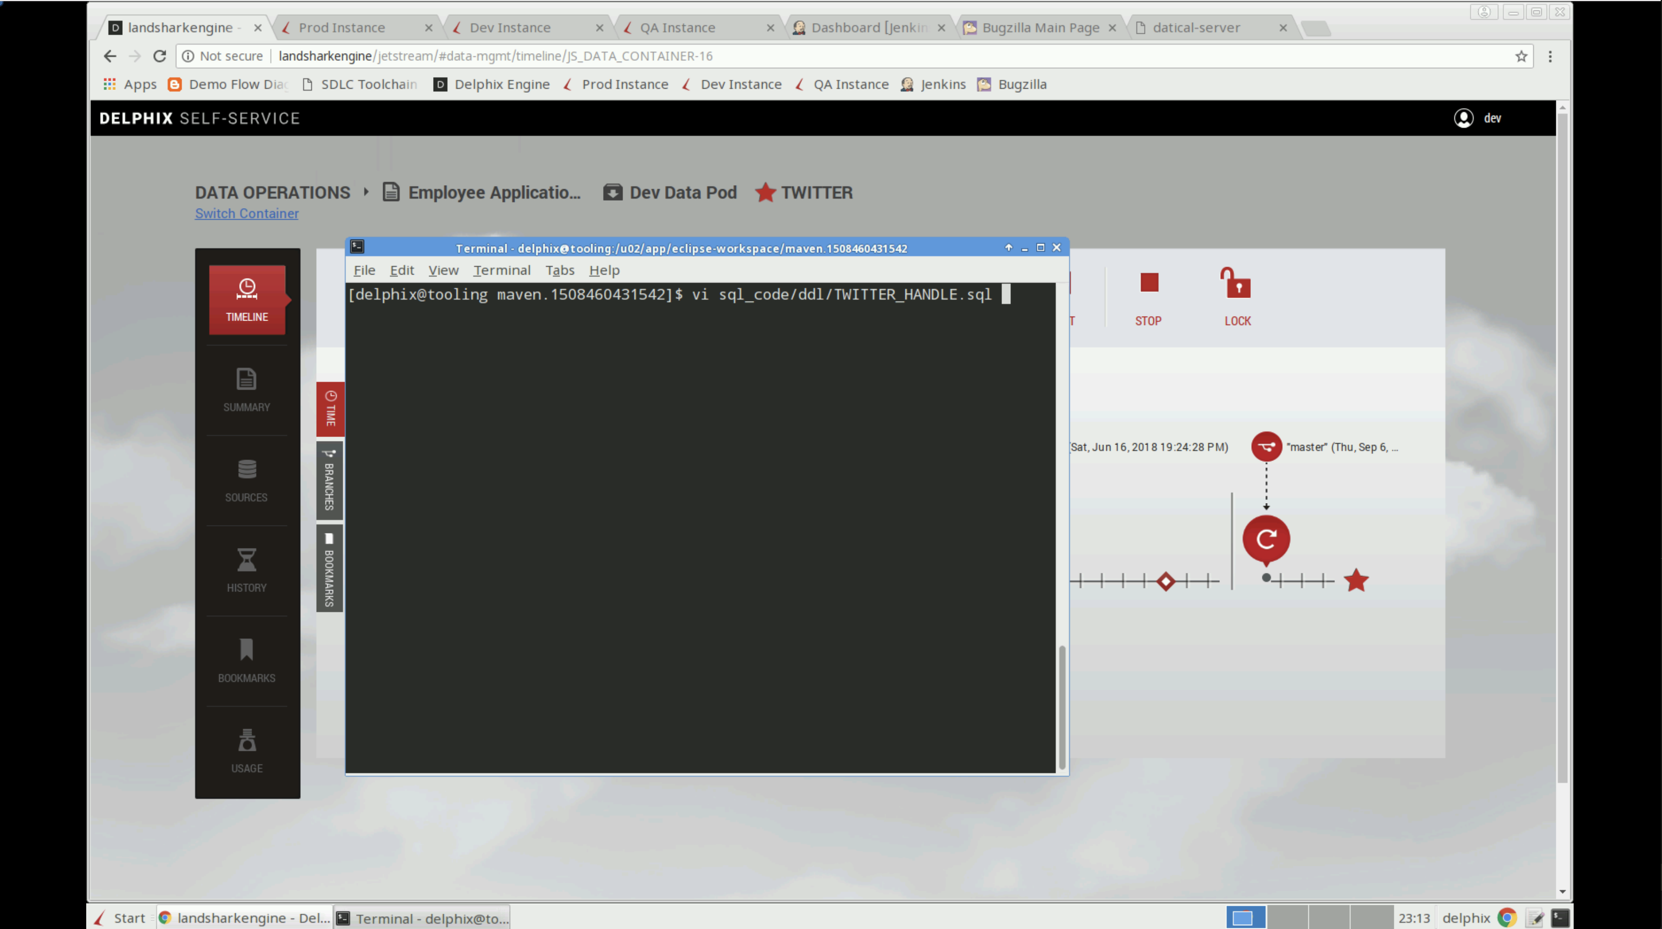 landsharkengine -
Prod Instance
Dev Instance
QA Instance
Dashboard [Jenkin
Bugzilla Main Page
datical-server
Not secure
landsharkengine/jetstream/#data-mgmt/timeline/JS_DATA_CONTAINER-16
Apps
Demo Flow Dia
SDLC Toolchain
Delphix Engine
Prod Instance
Dev Instance
QA Instance
Jenkins
Bugzilla
DELPHIX SELF-SERVICE
dev
DATA OPERATIONS
Employee Applicatio...
Dev Data Pod
TWITTER
Switch Container
Terminal - delphix@tooling:/u02/app/eclipse-workspace/maven.1508460431542
File Edit View Terminal Tabs Help
[delphix@tooling maven.1508460431542]$ vi sql_code/ddl/TWITTER_HANDLE.sql
TIMELINE
SUMMARY
SOURCES
HISTORY
BOOKMARKS
USAGE
TIME
BRANCHES
BOOKMARKS
T
STOP
LOCK
(Sat, Jun 16, 2018 19:24:28 PM)
"master" (Thu, Sep 6, ...
Start
landsharkengine - Del...
Terminal - delphix@to...
23:13
delphix